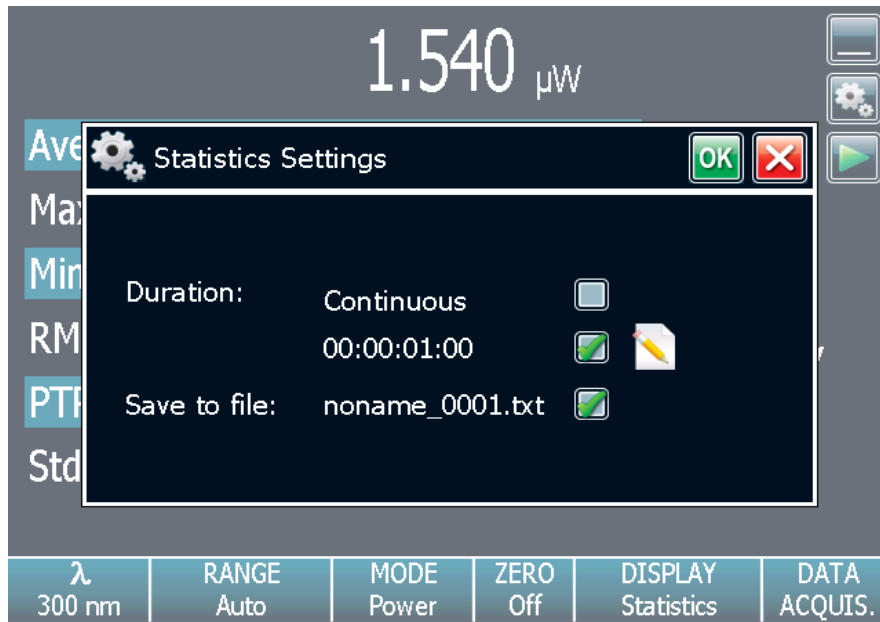 1.540 µW
Statistics Settings
OK
Duration:
Continuous
00:00:01:00
Save to file: noname_0001.txt
λ RANGE MODE ZERO DISPLAY DATA
300 nm Auto Power Off Statistics ACQUIS.